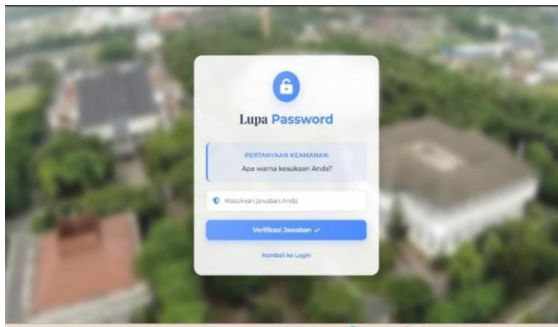 Lupa Password
PERTANYAAN KEAMANAN:
Apa warna kesukaan Anda?
Masukkan jawaban Anda
Verifikasi Jawaban ✓
Kembali ke Login